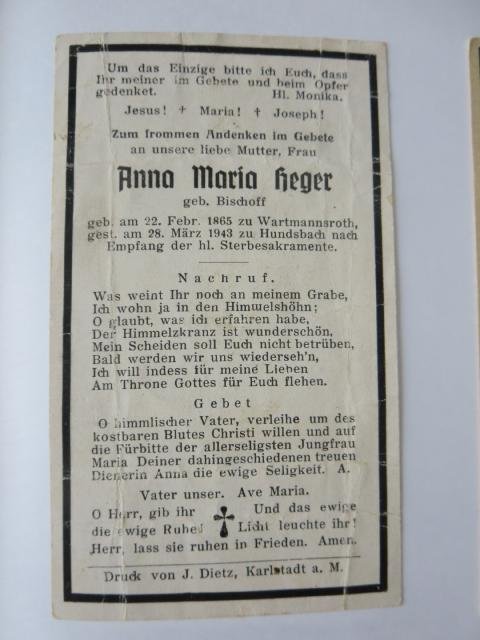 Um das Einzige bitte ich Euch, dass
Ihr meiner im Gebete und beim Opfer
gedenket. Hl. Monika.
Jesus! † Maria! † Joseph!
Zum frommen Andenken im Gebete
an unsere liebe Mutter, Frau
Anna Maria Heger
geb. Bischoff
geb. am 22. Febr. 1865 zu Wartmannsroth,
gest. am 28. März 1943 zu Hundsbach nach
Empfang der hl. Sterbesakramente.
Nachruf.
Was weint Ihr noch an meinem Grabe,
Ich wohn ja in den Himmelshöhn;
O glaubt, was ich erfahren habe,
Der Himmelzkranz ist wunderschön,
Mein Scheiden soll Euch nicht betrüben,
Bald werden wir uns wiederseh'n,
Ich will indess für meine Lieben
Am Throne Gottes für Euch flehen.
Gebet
O himmlischer Vater, verleihe um des
kostbaren Blutes Christi willen und auf
die Fürbitte der allerseligsten Jungfrau
Maria Deiner dahingeschiedenen treuen
Dienerin Anna die ewige Seligkeit. A.
Vater unser. Ave Maria.
O Herr, gib ihr Und das ewige
die ewige Ruhe! Licht leuchte ihr!
Herr, lass sie ruhen in Frieden. Amen.
Druck von J. Dietz, Karlstadt a. M.